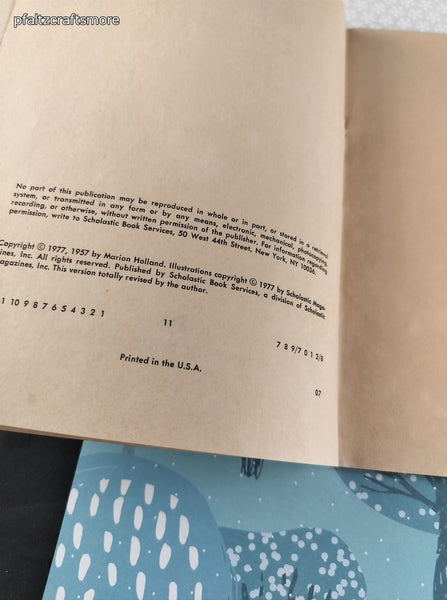 pfaltzcraftsmore
No part of this publication may be reproduced in whole or in part, or stored in a retrieval
system, or transmitted in any form or by any means, electronic, mechanical, photocopying,
recording, or otherwise, without written permission of the publisher. For information regarding
permission, write to Scholastic Book Services, 50 West 44th Street, New York, NY 10036.
Copyright © 1977, 1957 by Marion Holland. Illustrations copyright © 1977 by Scholastic Maga-
zines, Inc. All rights reserved. Published by Scholastic Book Services, a division of Scholastic
agazines, Inc. This version totally revised by the author.
1 10 9 8 7 6 5 4 3 2 1 11 7 8 9/7 0 1 2/8
Printed in the U.S.A. 07